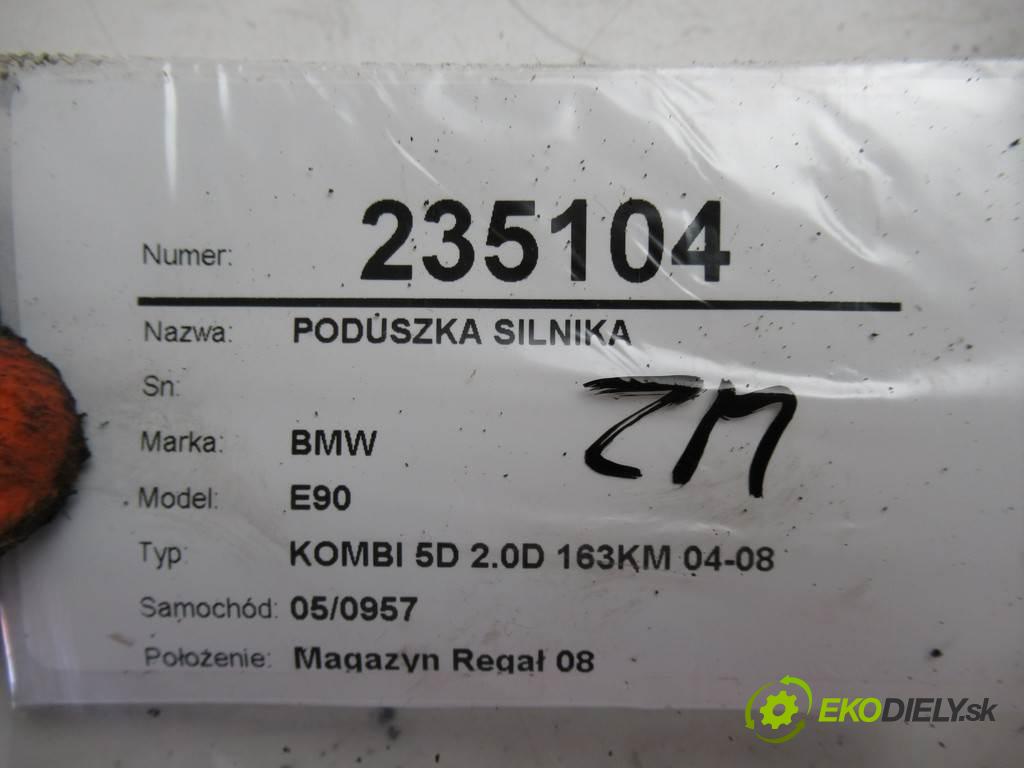 Numer: 235104
Nazwa: PODUSZKA SILNIKA
Sn:
ZM
Marka: BMW
Model: E90
Typ: KOMBI 5D 2.0D 163KM 04-08
Samochód: 05/0957
Położenie: Magazyn Regał 08
EKODIELY.sk